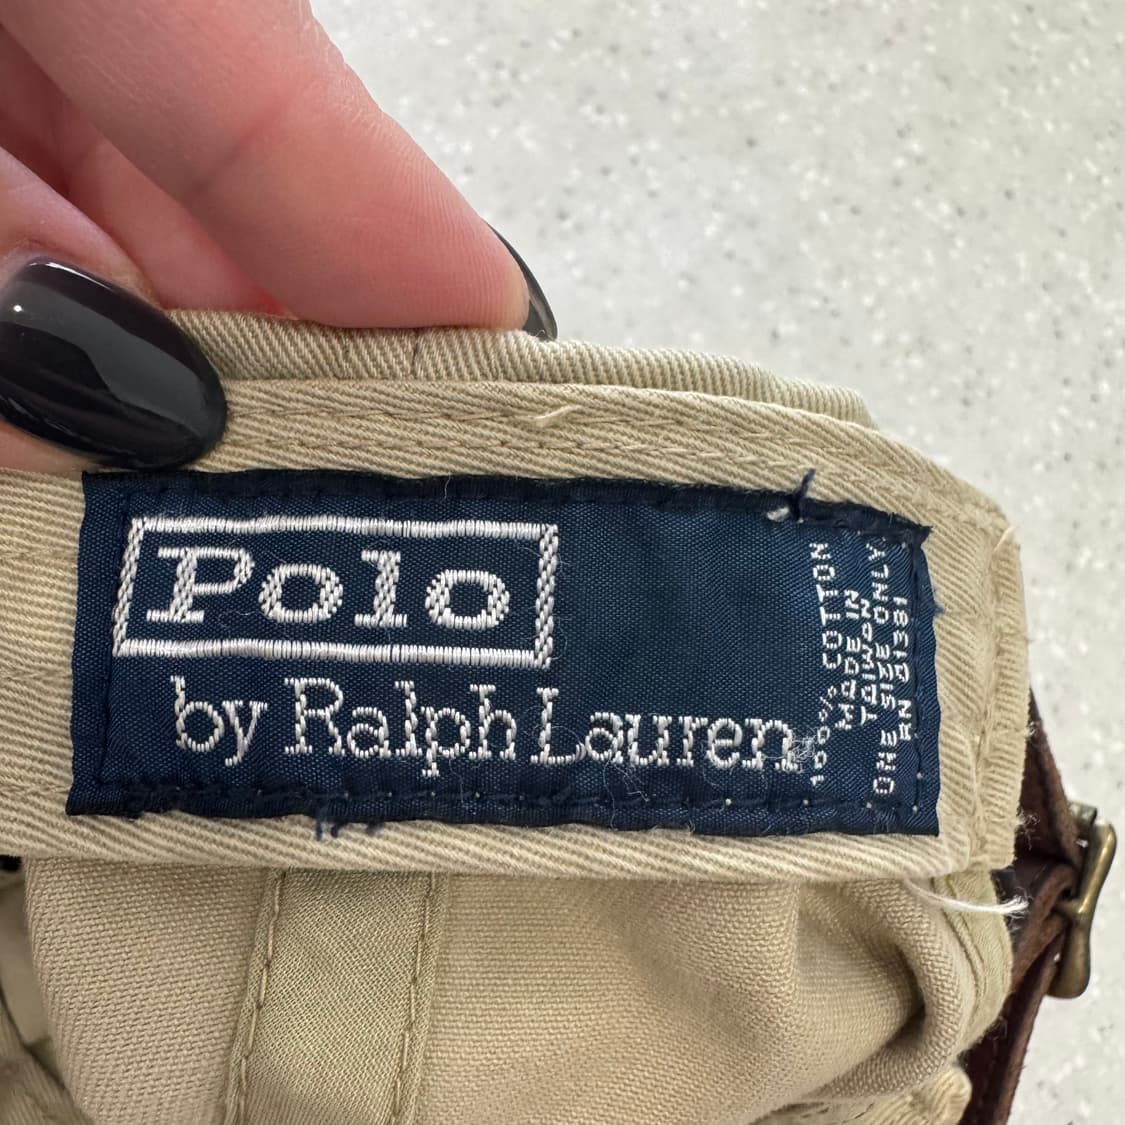 Polo
by Ralph Lauren
100% COTTON
MADE IN
TAIWAN
ONE SIZE ONLY
RN 41381